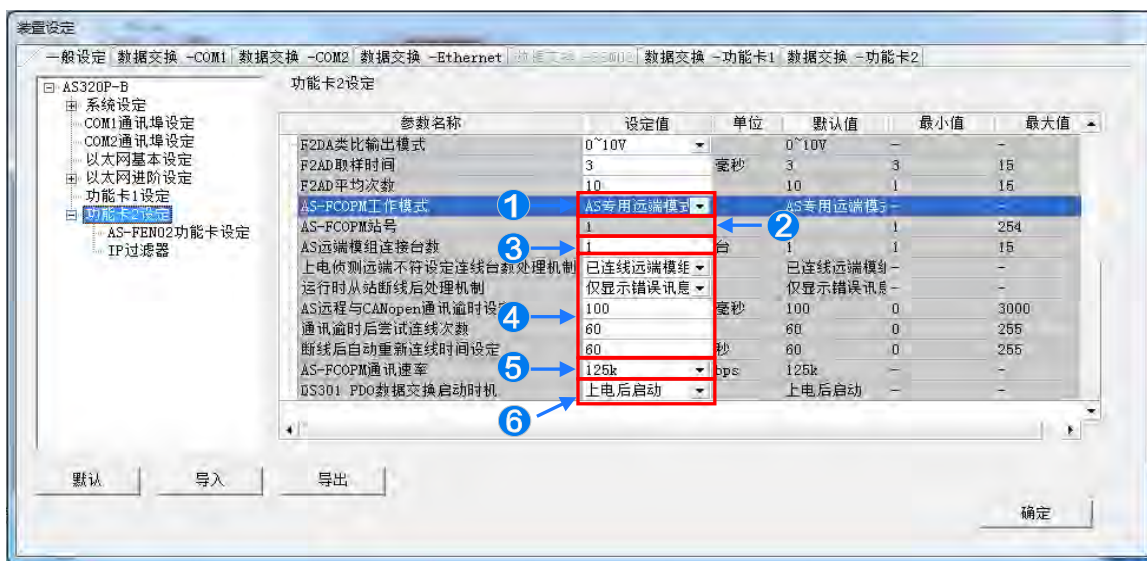 装置设定
一般设定 数据交换 -COM1 数据交换 -COM2 数据交换 -Ethernet 数据交换 -功能卡1 数据交换 -功能卡2
AS320P-B
系统设定
COM1通讯埠设定
COM2通讯埠设定
以太网基本设定
以太网进阶设定
功能卡1设定
功能卡2设定
AS-FEN02功能卡设定
IP过滤器
功能卡2设定
参数名称 设定值 单位 默认值 最小值 最大值
F2DA类比输出模式 0~10V 0~10V - -
F2AD取样时间 3 毫秒 3 3 15
F2AD平均次数 10 10 1 15
AS-FCOPM工作模式 1 AS专用远端模式 AS专用远端模式 - -
AS-FCOPM站号 1 2 1 254
AS远端模组连接台数 3 1 台 1 1 15
上电侦测远端不符设定连线台数处理机制 已连线远端模组 已连线远端模组 - -
运行时从站断线后处理机制 仅显示错误讯息 仅显示错误讯息 - -
AS远程与CANopen通讯逾时设定 4 100 毫秒 100 0 3000
通讯逾时后尝试连线次数 60 60 0 255
断线后自动重新连线时间设定 60 秒 60 0 255
AS-FCOPM通讯速率 5 125k bps 125k - -
DS301 PDO数据交换启动时机 6 上电后启动 上电后启动 - -
默认 导入 导出
确定